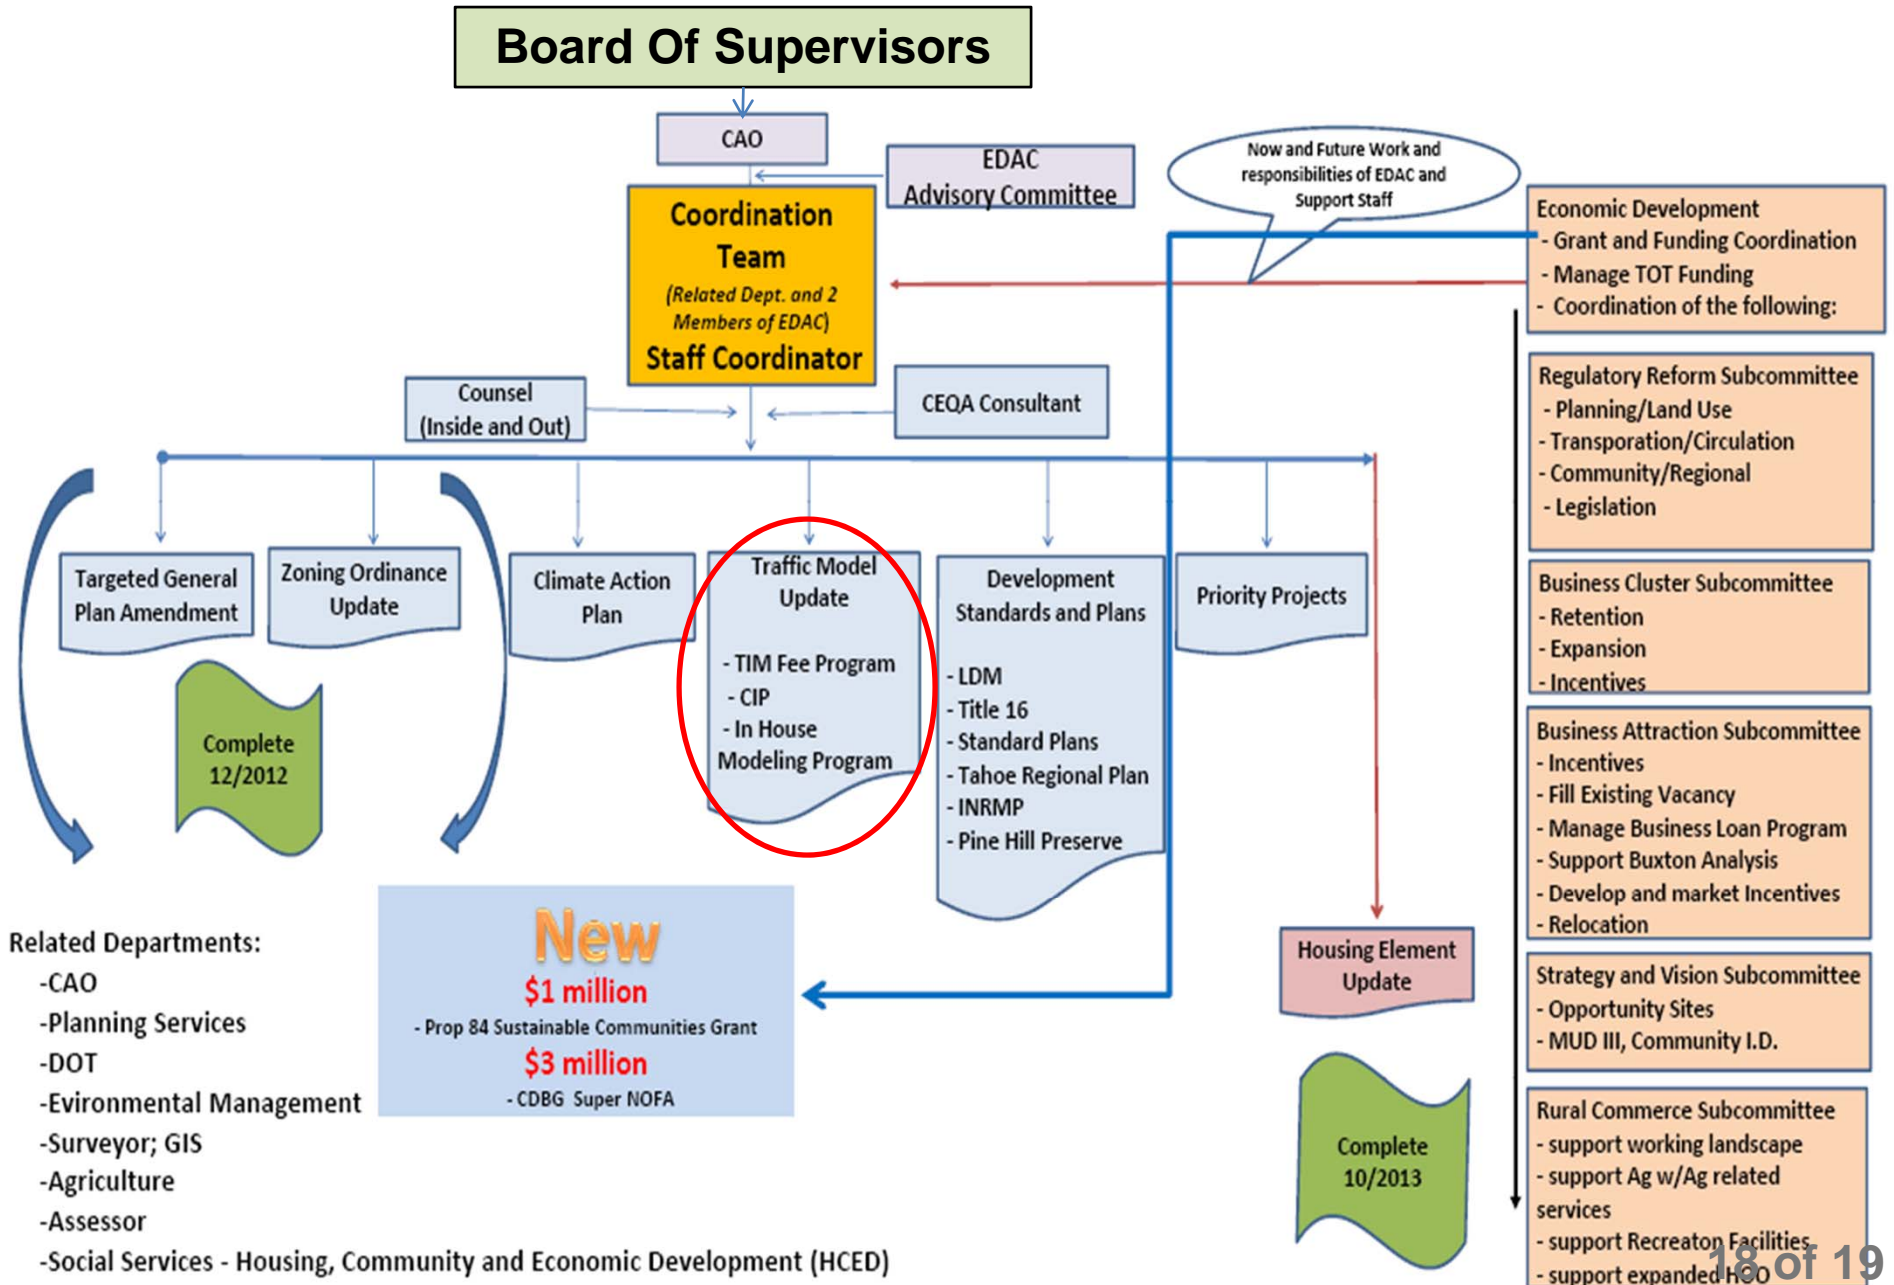 Board Of Supervisors
CAO
EDAC
Advisory Committee
Now and Future Work and
responsibilities of EDAC and
Support Staff
Coordination
Team
(Related Dept. and 2
Members of EDAC)
Staff Coordinator
Counsel
(Inside and Out)
CEQA Consultant
Targeted General
Plan Amendment
Zoning Ordinance
Update
Climate Action
Plan
Traffic Model
Update
- TIM Fee Program
- CIP
- In House
Modeling Program
Development
Standards and Plans
- LDM
- Title 16
- Standard Plans
- Tahoe Regional Plan
- INRMP
- Pine Hill Preserve
Priority Projects
Complete
12/2012
New
$1 million
- Prop 84 Sustainable Communities Grant
$3 million
- CDBG Super NOFA
Housing Element
Update
Complete
10/2013
Related Departments:
-CAO
-Planning Services
-DOT
-Evironmental Management
-Surveyor; GIS
-Agriculture
-Assessor
-Social Services - Housing, Community and Economic Development (HCED)
Economic Development
- Grant and Funding Coordination
- Manage TOT Funding
- Coordination of the following:
Regulatory Reform Subcommittee
- Planning/Land Use
- Transporation/Circulation
- Community/Regional
- Legislation
Business Cluster Subcommittee
- Retention
- Expansion
- Incentives
Business Attraction Subcommittee
- Incentives
- Fill Existing Vacancy
- Manage Business Loan Program
- Support Buxton Analysis
- Develop and market Incentives
- Relocation
Strategy and Vision Subcommittee
- Opportunity Sites
- MUD III, Community I.D.
Rural Commerce Subcommittee
- support working landscape
- support Ag w/Ag related
services
- support Recreaton Facilities
- support expanded HOO
18 of 19